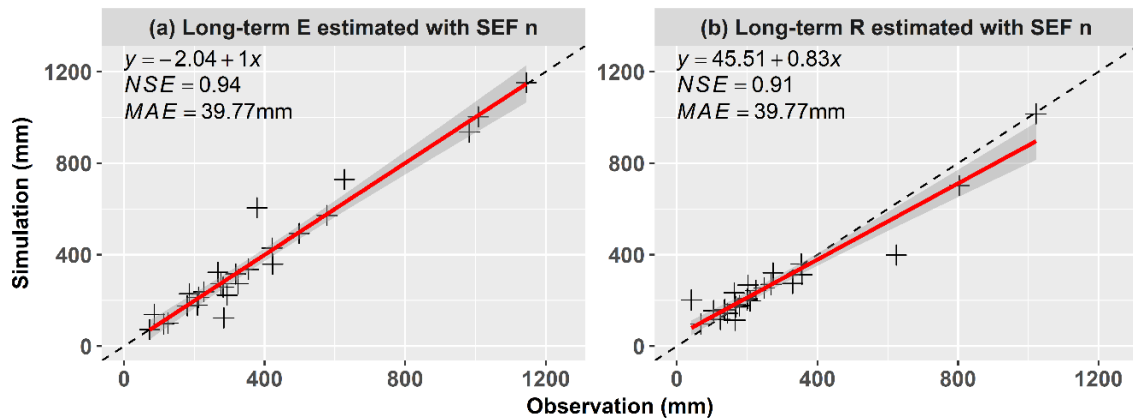 (a) Long-term E estimated with SEF n
(b) Long-term R estimated with SEF n
y = −2.04 + 1x
NSE = 0.94
MAE = 39.77mm
y = 45.51 + 0.83x
NSE = 0.91
MAE = 39.77mm
Simulation (mm)
1200
800
400
0
1200
800
400
0
0 400 800 1200
0 400 800 1200
Observation (mm)